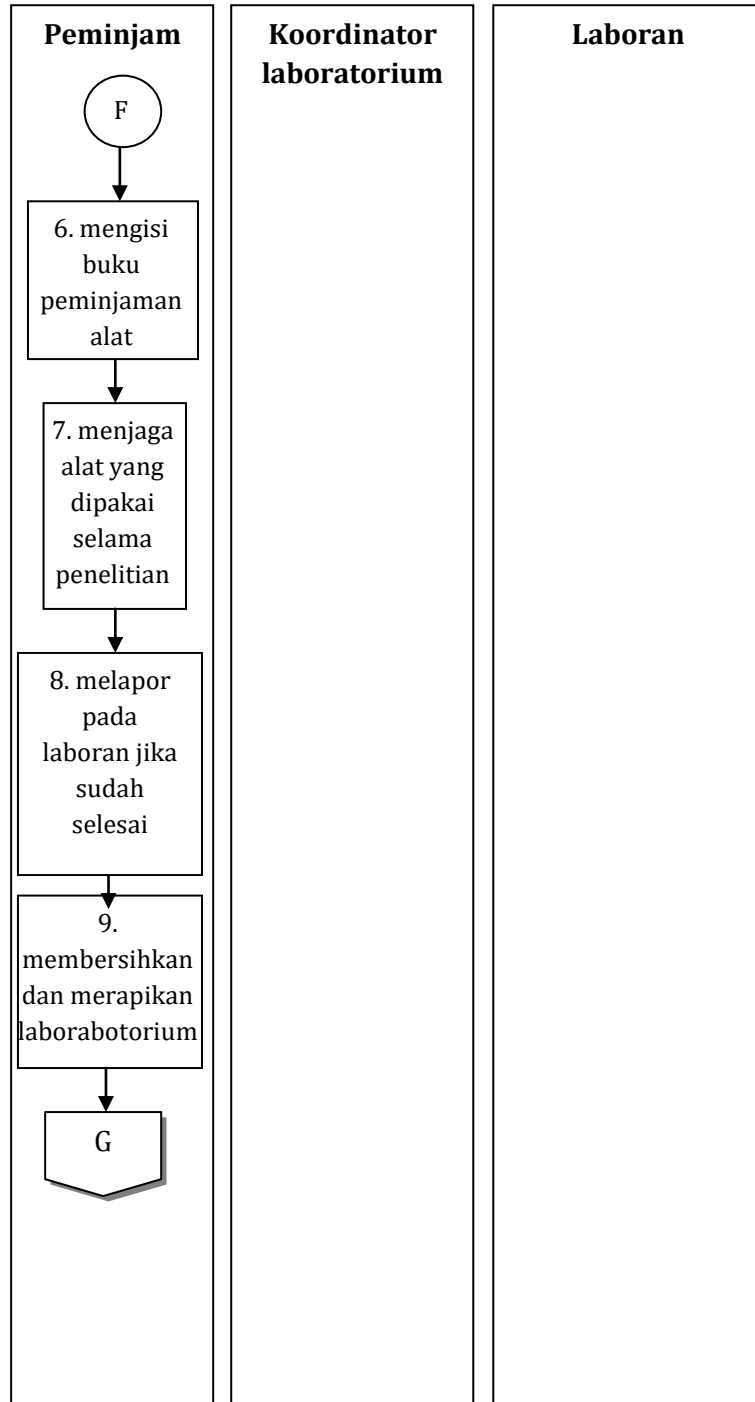 Peminjam
Koordinator
laboratorium
Laboran
F
6. mengisi
buku
peminjaman
alat
7. menjaga
alat yang
dipakai
selama
penelitian
8. melapor
pada
laboran jika
sudah
selesai
9.
membersihkan
dan merapikan
laborabotorium
G